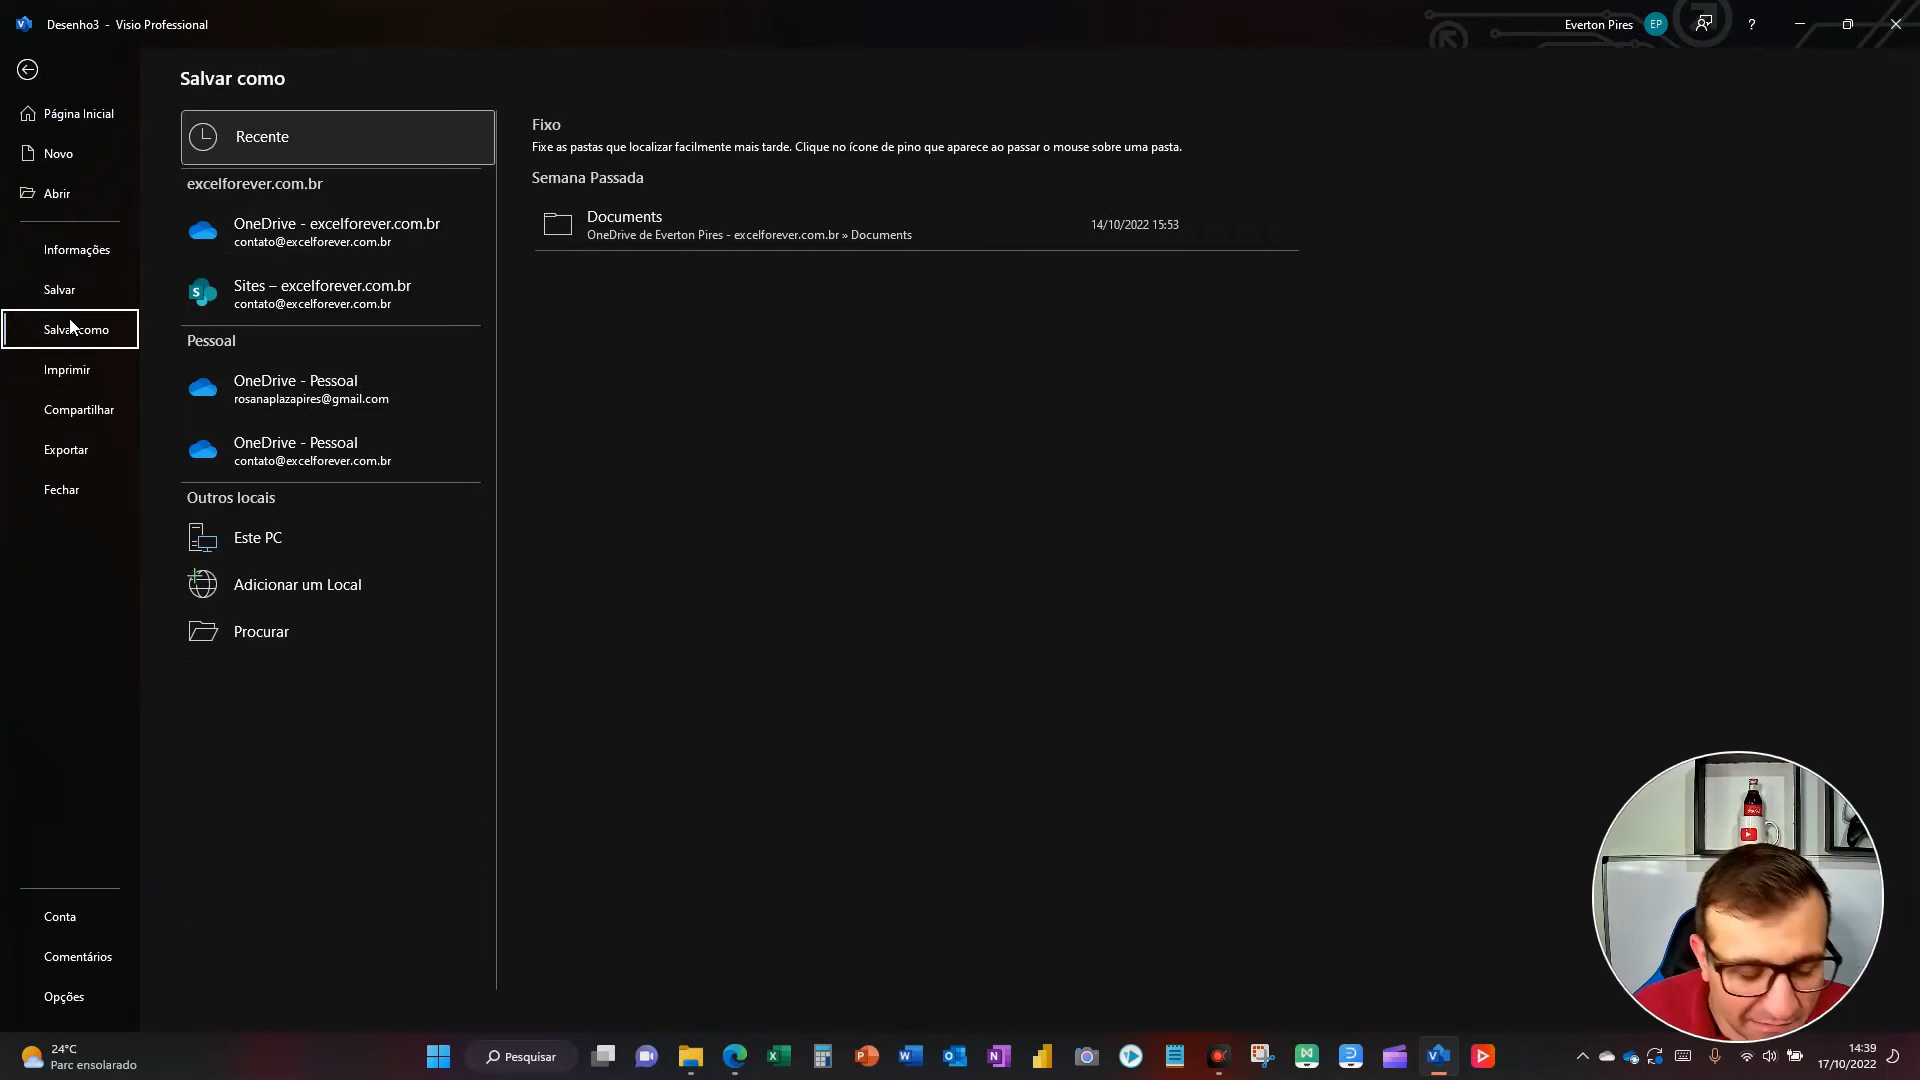 Desenho3 - Visio Professional
Everton Pires
EP
?
Página Inicial
Novo
Abrir
Informações
Salvar
Salvar como
Imprimir
Compartilhar
Exportar
Fechar
Conta
Comentários
Opções
Salvar como
Recente
excelforever.com.br
OneDrive - excelforever.com.br
contato@excelforever.com.br
S
Sites – excelforever.com.br
contato@excelforever.com.br
Pessoal
OneDrive - Pessoal
rosanaplazapires@gmail.com
OneDrive - Pessoal
contato@excelforever.com.br
Outros locais
Este PC
Adicionar um Local
Procurar
Fixo
Fixe as pastas que localizar facilmente mais tarde. Clique no ícone de pino que aparece ao passar o mouse sobre uma pasta.
Semana Passada
Documents
14/10/2022 15:53
OneDrive de Everton Pires - excelforever.com.br » Documents
24°C
Parc ensolarado
Pesquisar
14:39
17/10/2022